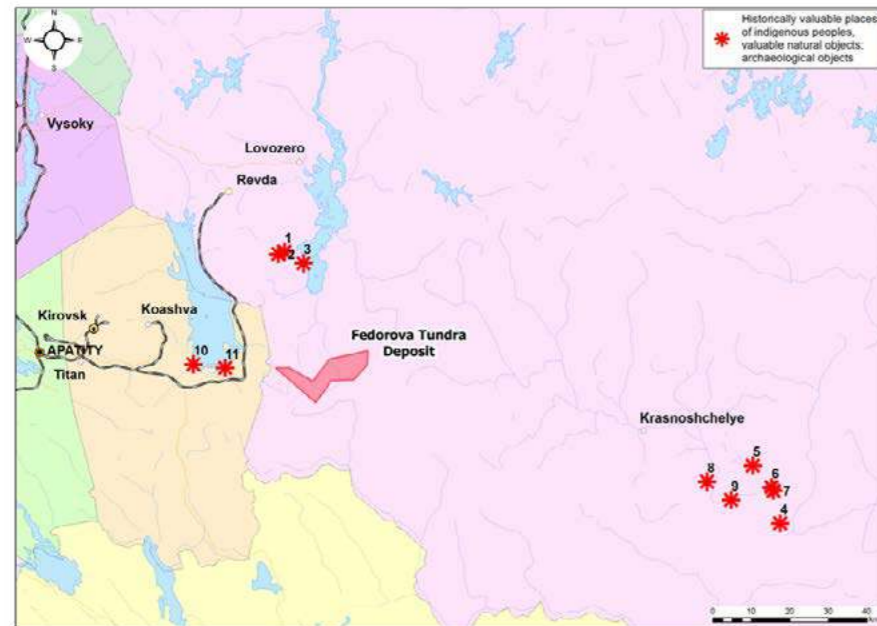 N
W E
S
Historically valuable places
of indigenous peoples,
valuable natural objects:
archaeological objects
Vysoky
Lovozero
Revda
1
2
3
Kirovsk
Koashva
Fedorova Tundra
Deposit
APATITY
Titan
10
11
Krasnoshchelye
5
8
6
7
9
4
0 10 20 40